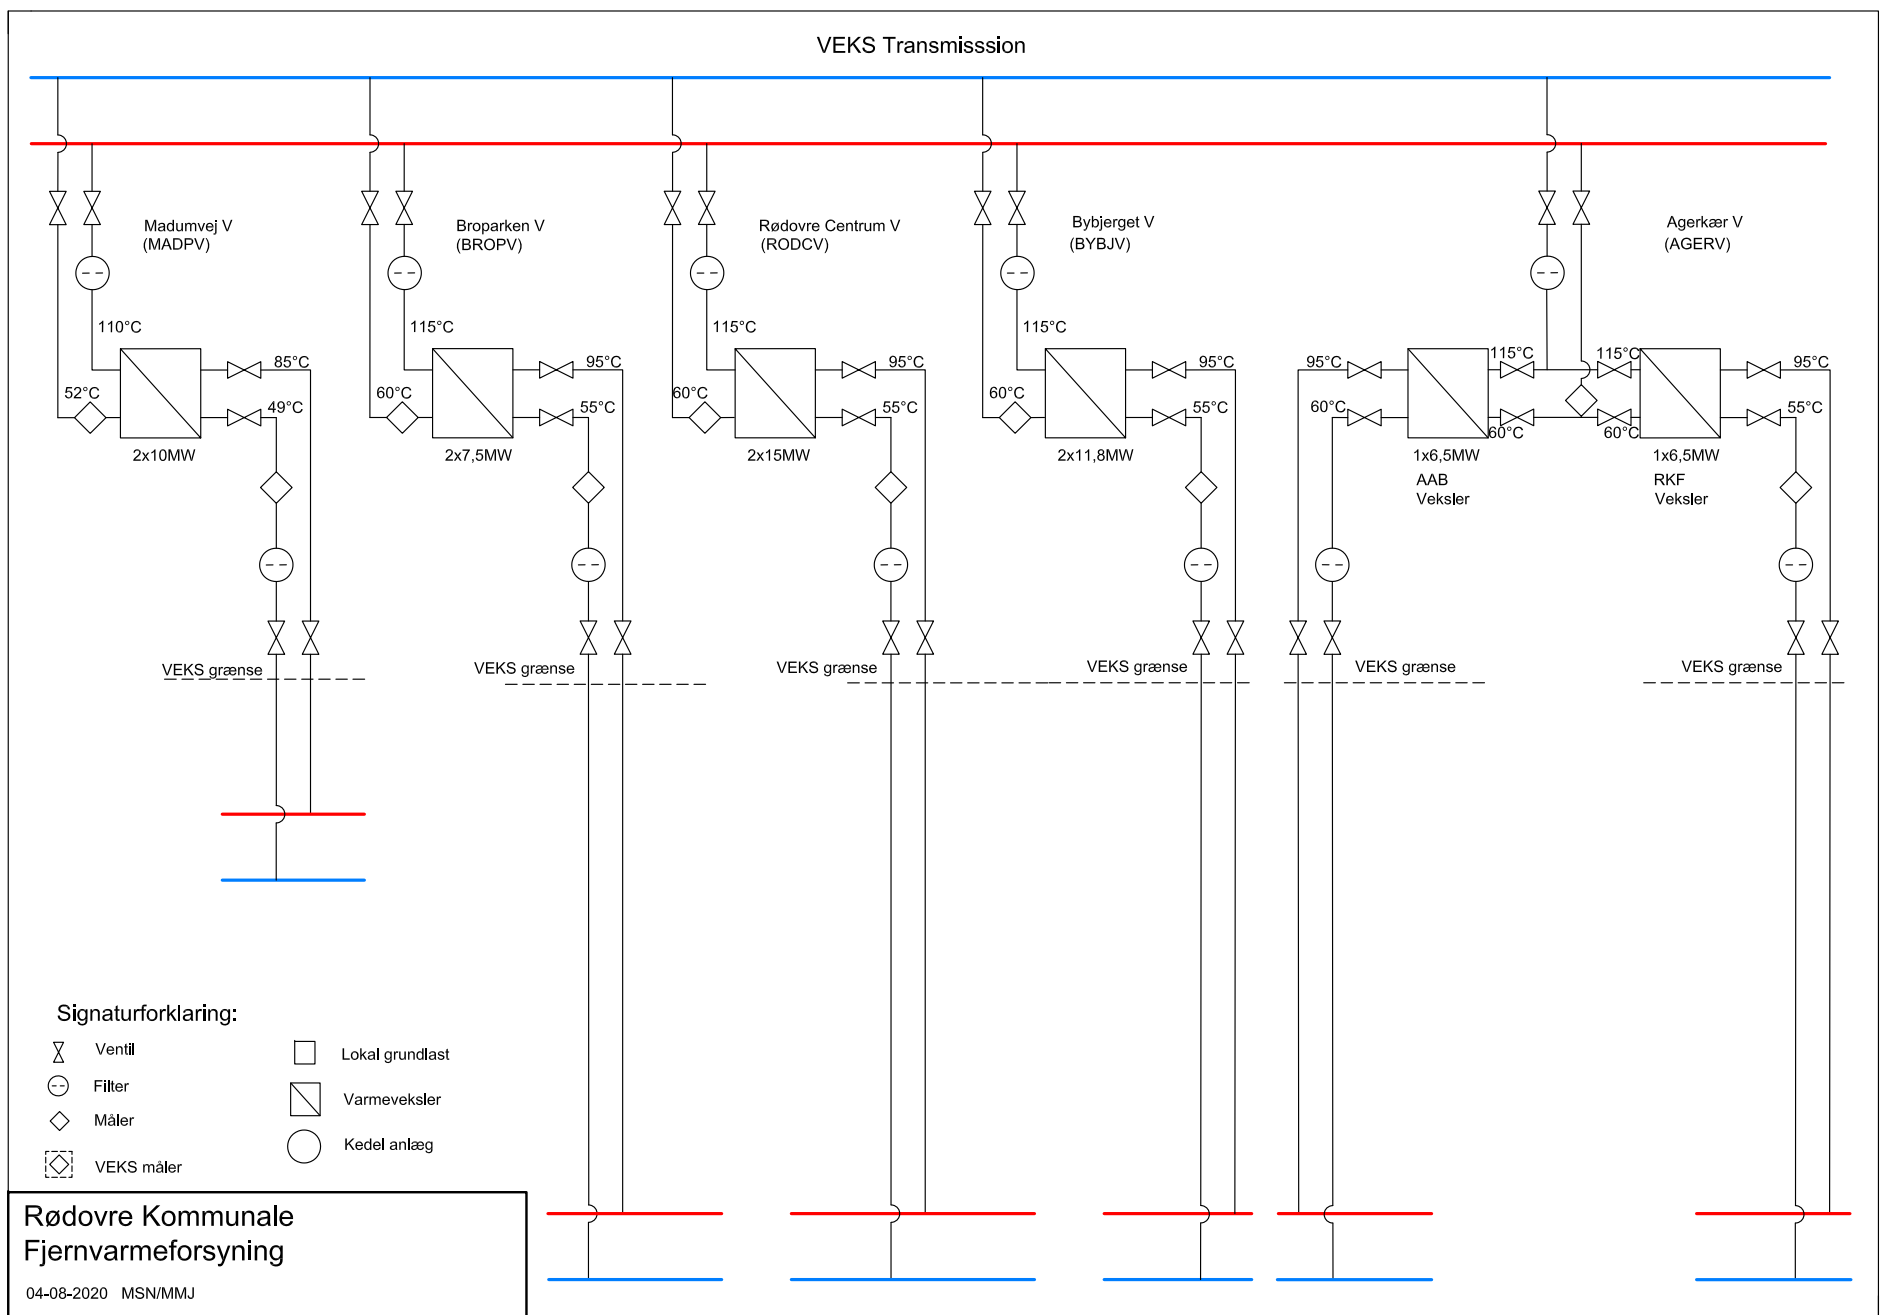 VEKS Transmisssion
Madumvej V
(MADPV)
Broparken V
(BROPV)
Rødovre Centrum V
(RODCV)
Bybjerget V
(BYBJV)
Agerkær V
(AGERV)
110°C
85°C
52°C
49°C
2x10MW
115°C
95°C
60°C
55°C
2x7,5MW
115°C
95°C
60°C
55°C
2x15MW
115°C
95°C
60°C
55°C
2x11,8MW
95°C
115°C
60°C
60°C
1x6,5MW
AAB
Veksler
115°C
95°C
60°C
55°C
1x6,5MW
RKF
Veksler
VEKS grænse
VEKS grænse
VEKS grænse
VEKS grænse
VEKS grænse
VEKS grænse
Signaturforklaring:
Ventil
Filter
Måler
VEKS måler
Lokal grundlast
Varmeveksler
Kedel anlæg
Rødovre Kommunale
Fjernvarmeforsyning
04-08-2020 MSN/MMJ